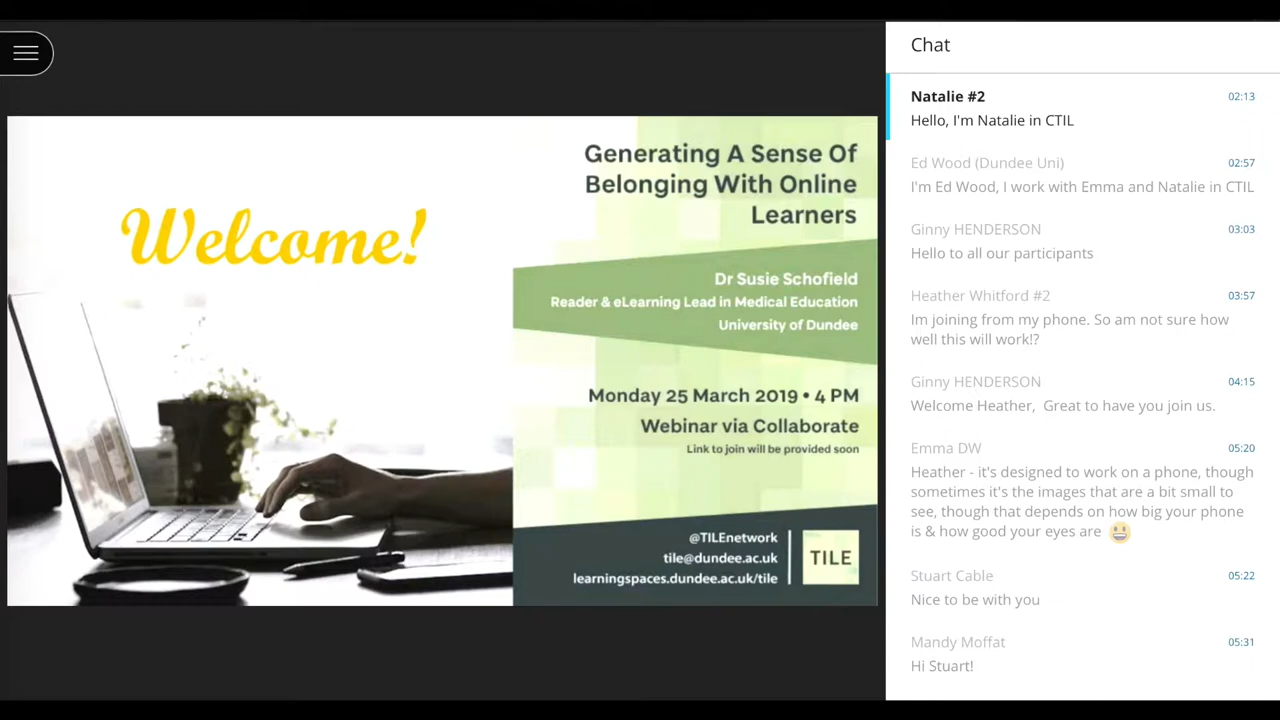 Welcome!
Generating A Sense Of
Belonging With Online
Learners
Dr Susie Schofield
Reader & eLearning Lead in Medical Education
University of Dundee
Monday 25 March 2019 • 4 PM
Webinar via Collaborate
Link to join will be provided soon
@TILEnetwork
tile@dundee.ac.uk
learningspaces.dundee.ac.uk/tile
TILE
Chat
Natalie #2 02:13
Hello, I'm Natalie in CTIL
Ed Wood (Dundee Uni) 02:57
I'm Ed Wood, I work with Emma and Natalie in CTIL
Ginny HENDERSON 03:03
Hello to all our participants
Heather Whitford #2 03:57
Im joining from my phone. So am not sure how
well this will work!?
Ginny HENDERSON 04:15
Welcome Heather,  Great to have you join us.
Emma DW 05:20
Heather - it's designed to work on a phone, though
sometimes it's the images that are a bit small to
see, though that depends on how big your phone
is & how good your eyes are 😀
Stuart Cable 05:22
Nice to be with you
Mandy Moffat 05:31
Hi Stuart!